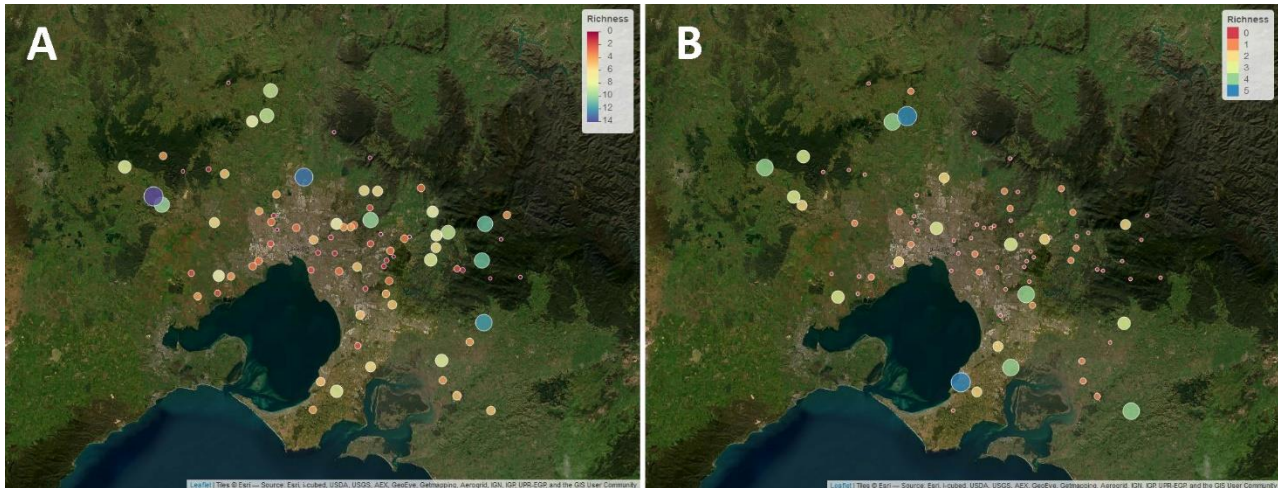 A
Richness
0
2
4
6
8
10
12
14
Leaflet | Tiles © Esri — Source: Esri, i-cubed, USDA, USGS, AEX, GeoEye, Getmapping, Aerogrid, IGN, IGP, UPR-EGP, and the GIS User Community
B
Richness
0
1
2
3
4
5
Leaflet | Tiles © Esri — Source: Esri, i-cubed, USDA, USGS, AEX, GeoEye, Getmapping, Aerogrid, IGN, IGP, UPR-EGP, and the GIS User Community